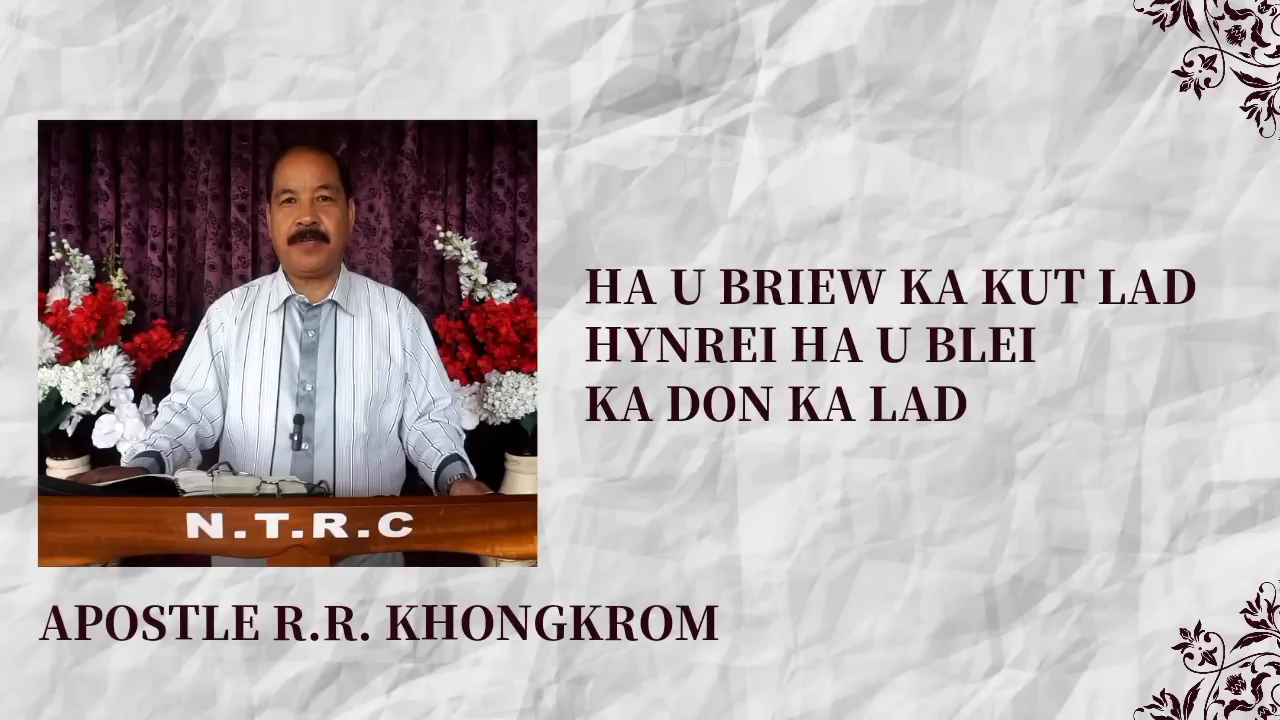 HA U BRIEW KA KUT LAD
HYNREI HA U BLEI
KA DON KA LAD
N.T.R.C
APOSTLE R.R. KHONGKROM